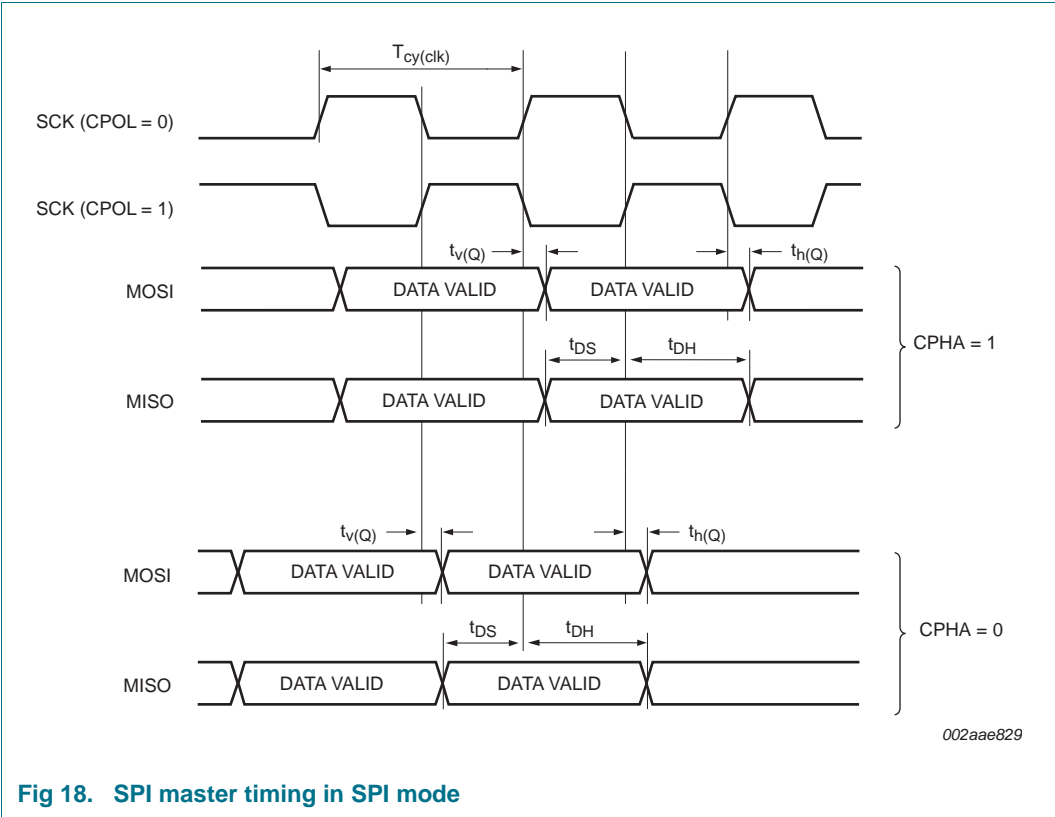 Tcy(clk)
SCK (CPOL = 0)
SCK (CPOL = 1)
tv(Q)
th(Q)
MOSI
DATA VALID
DATA VALID
CPHA = 1
tDS
tDH
MISO
DATA VALID
DATA VALID
tv(Q)
th(Q)
MOSI
DATA VALID
DATA VALID
CPHA = 0
tDS
tDH
MISO
DATA VALID
DATA VALID
002aae829
Fig 18. SPI master timing in SPI mode